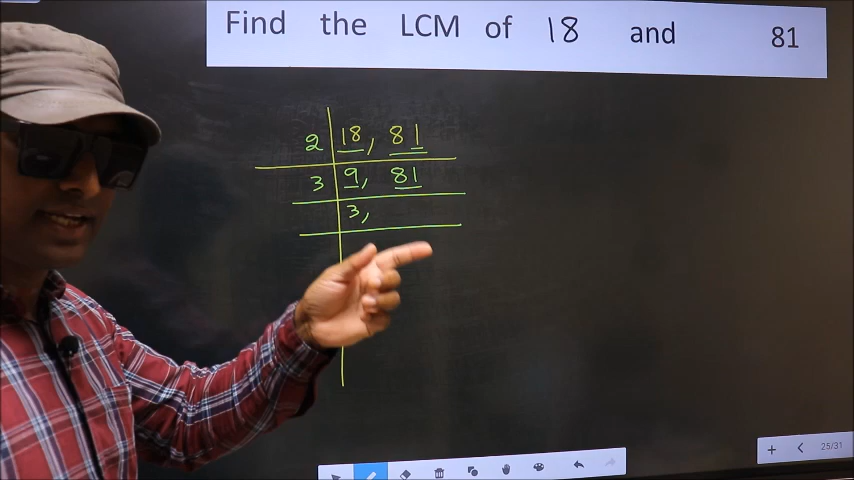 Find the LCM of 18 and 81
2 18, 81
3 9, 81
3,
25/31